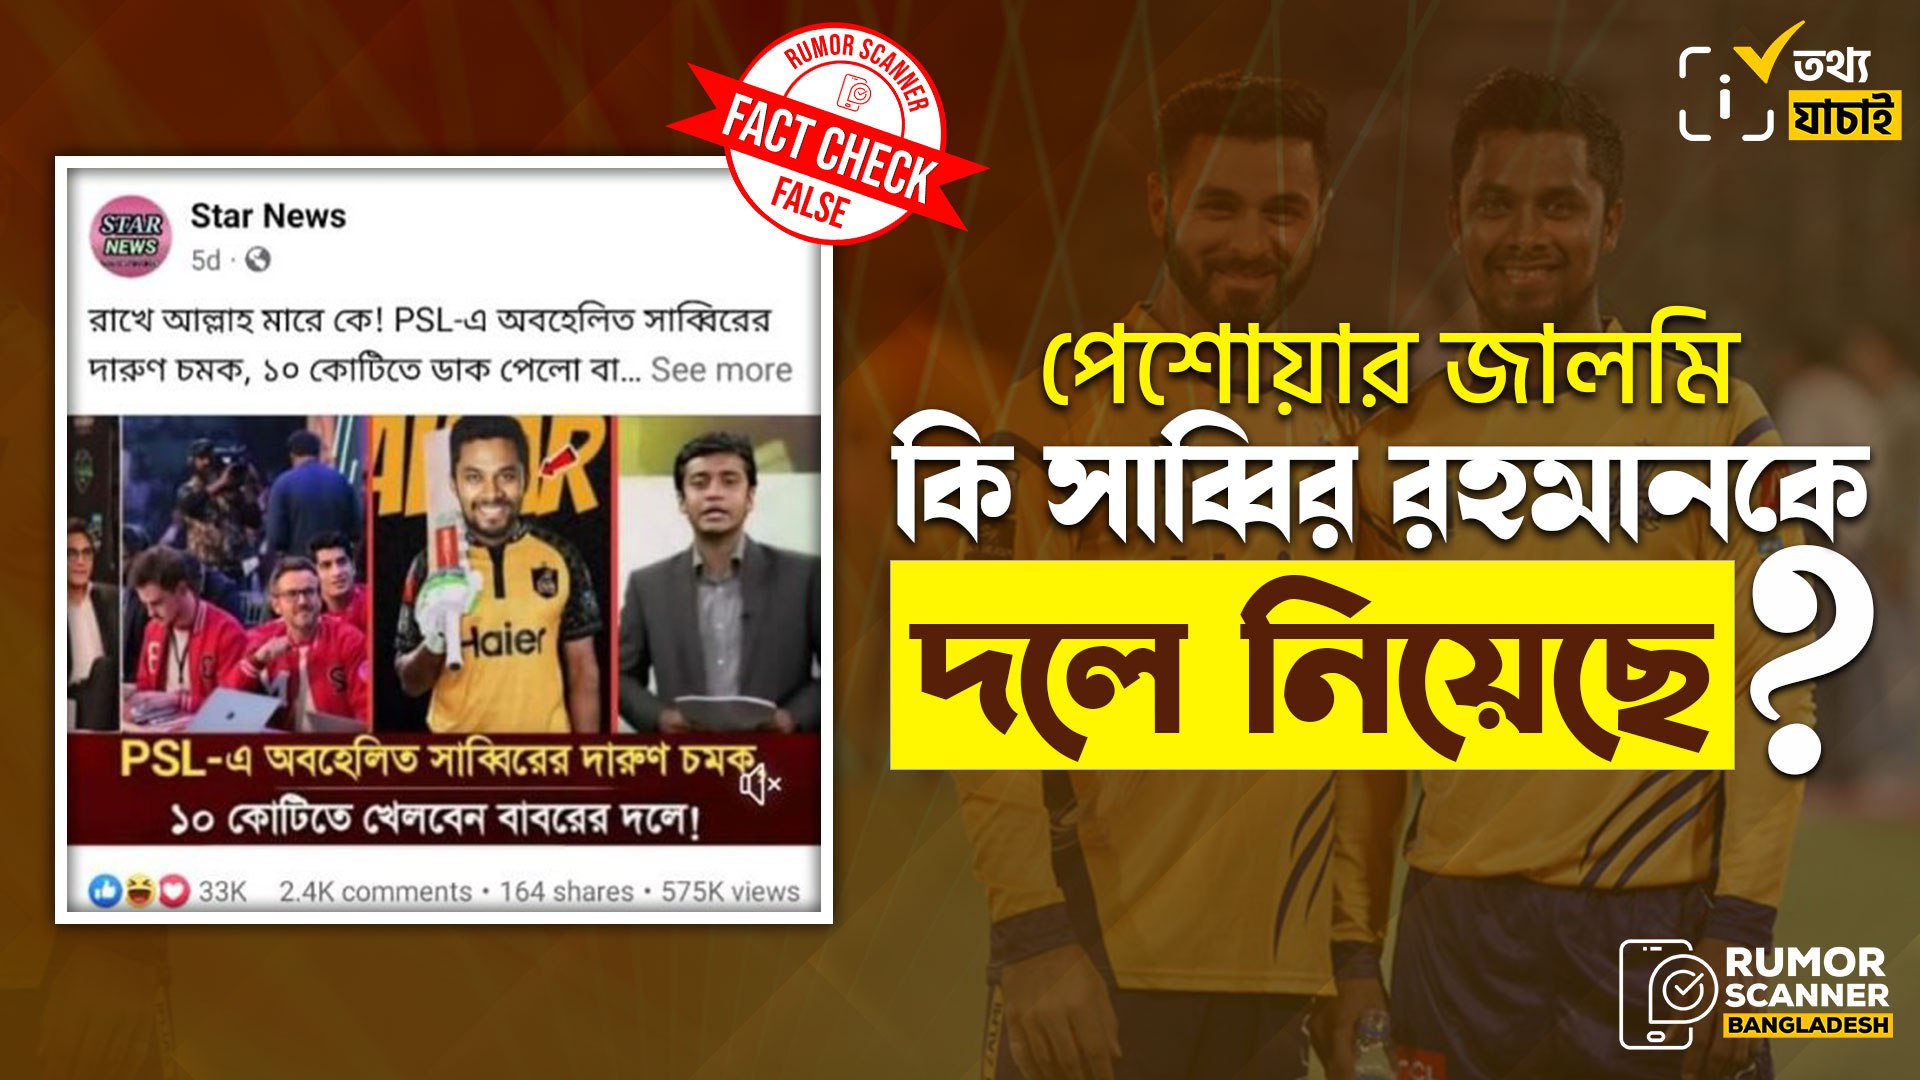 RUMOR SCANNER
FACT CHECK
FALSE
তথ্য
যাচাই
STAR
NEWS
Star News
5d
রাখে আল্লাহ মারে কে! PSL-এ অবহেলিত সাব্বিরের
দারুণ চমক, ১০ কোটিতে ডাক পেলো বা... See more
Haier
PSL-এ অবহেলিত সাব্বিরের দারুণ চমক
১০ কোটিতে খেলবেন বাবরের দলে!
33K 2.4K comments • 164 shares • 575K views
পেশোয়ার জালমি
কি সাব্বির রহমানকে
দলে নিয়েছে?
RUMOR
SCANNER
BANGLADESH